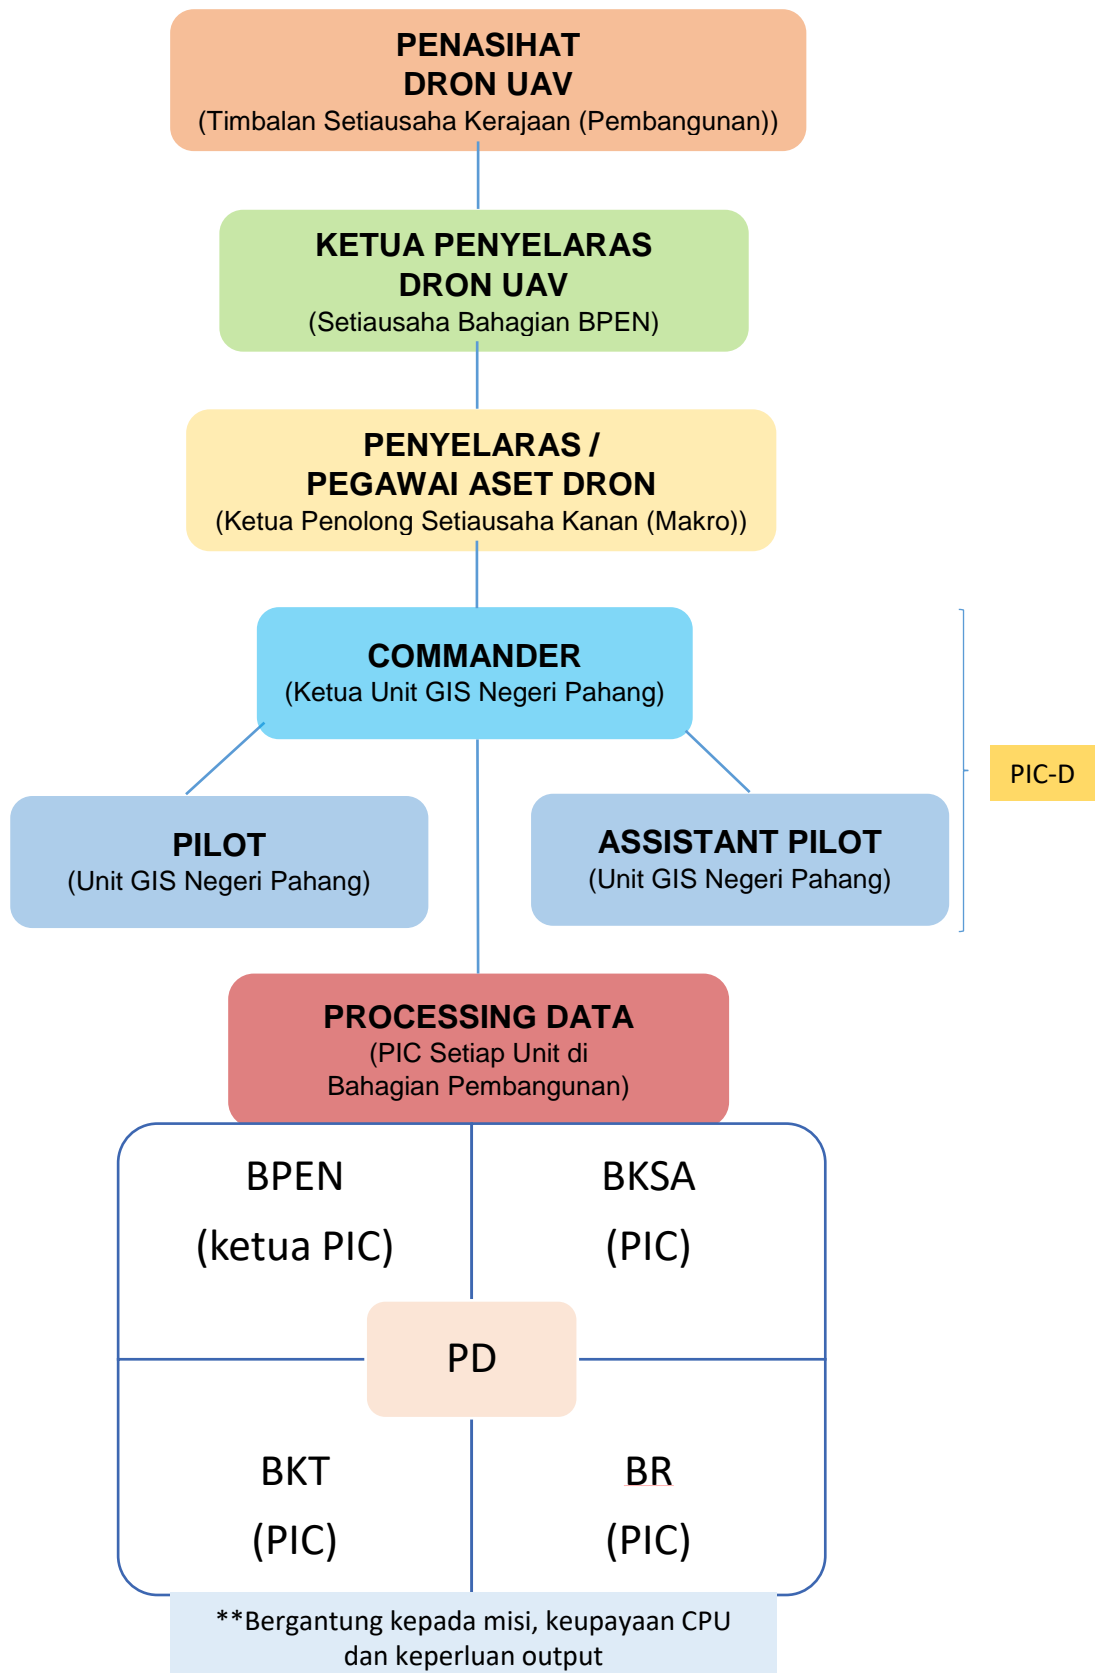 PENASIHAT
DRON UAV
(Timbalan Setiausaha Kerajaan (Pembangunan))
KETUA PENYELARAS
DRON UAV
(Setiausaha Bahagian BPEN)
PENYELARAS /
PEGAWAI ASET DRON
(Ketua Penolong Setiausaha Kanan (Makro))
COMMANDER
(Ketua Unit GIS Negeri Pahang)
PIC-D
PILOT
(Unit GIS Negeri Pahang)
ASSISTANT PILOT
(Unit GIS Negeri Pahang)
PROCESSING DATA
(PIC Setiap Unit di
Bahagian Pembangunan)
BPEN
(ketua PIC)
BKSA
(PIC)
PD
BKT
(PIC)
BR
(PIC)
**Bergantung kepada misi, keupayaan CPU
dan keperluan output